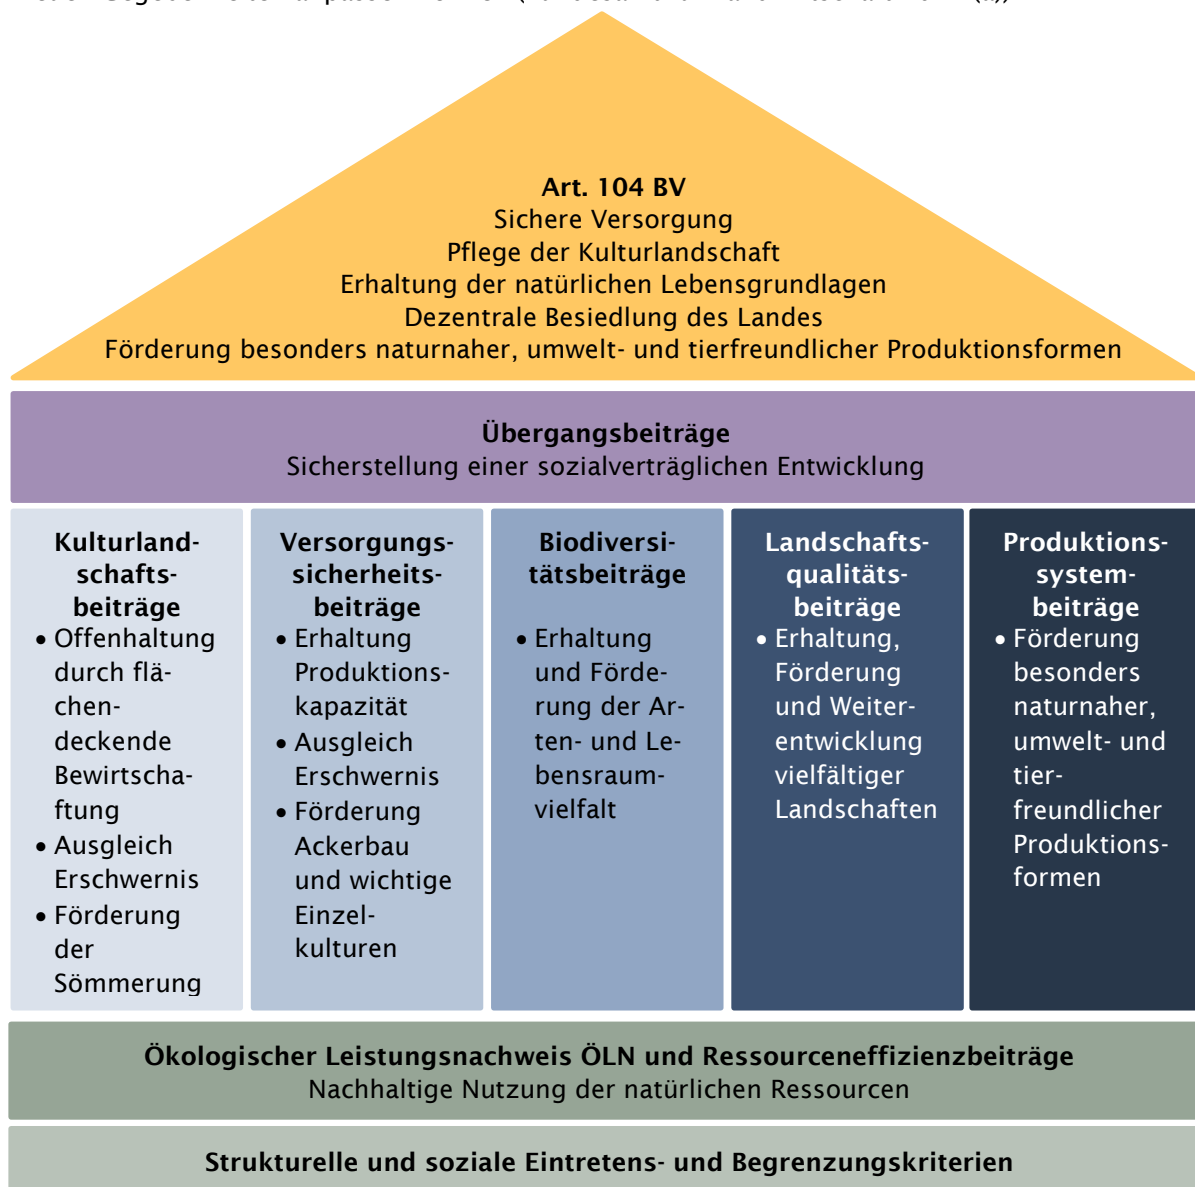 Art. 104 BV
Sichere Versorgung
Pflege der Kulturlandschaft
Erhaltung der natürlichen Lebensgrundlagen
Dezentrale Besiedlung des Landes
Förderung besonders naturnaher, umwelt- und tierfreundlicher Produktionsformen
Übergangsbeiträge
Sicherstellung einer sozialverträglichen Entwicklung
Kulturland-
schafts-
beiträge
• Offenhaltung
durch flä-
chen-
deckende
Bewirtscha-
ftung
• Ausgleich
Erschwernis
• Förderung
der
Sömmerung
Versorgungs-
sicherheits-
beiträge
• Erhaltung
Produktions-
kapazität
• Ausgleich
Erschwernis
• Förderung
Ackerbau
und wichtige
Einzel-
kulturen
Biodiversi-
tätsbeiträge
• Erhaltung
und Förde-
rung der Ar-
ten- und Le-
bensraum-
vielfalt
Landschafts-
qualitäts-
beiträge
• Erhaltung,
Förderung
und Weiter-
entwicklung
vielfältiger
Landschaften
Produktions-
system-
beiträge
• Förderung
besonders
naturnaher,
umwelt- und
tier-
freundlicher
Produktions-
formen
Ökologischer Leistungsnachweis ÖLN und Ressourceneffizienzbeiträge
Nachhaltige Nutzung der natürlichen Ressourcen
Strukturelle und soziale Eintretens- und Begrenzungskriterien